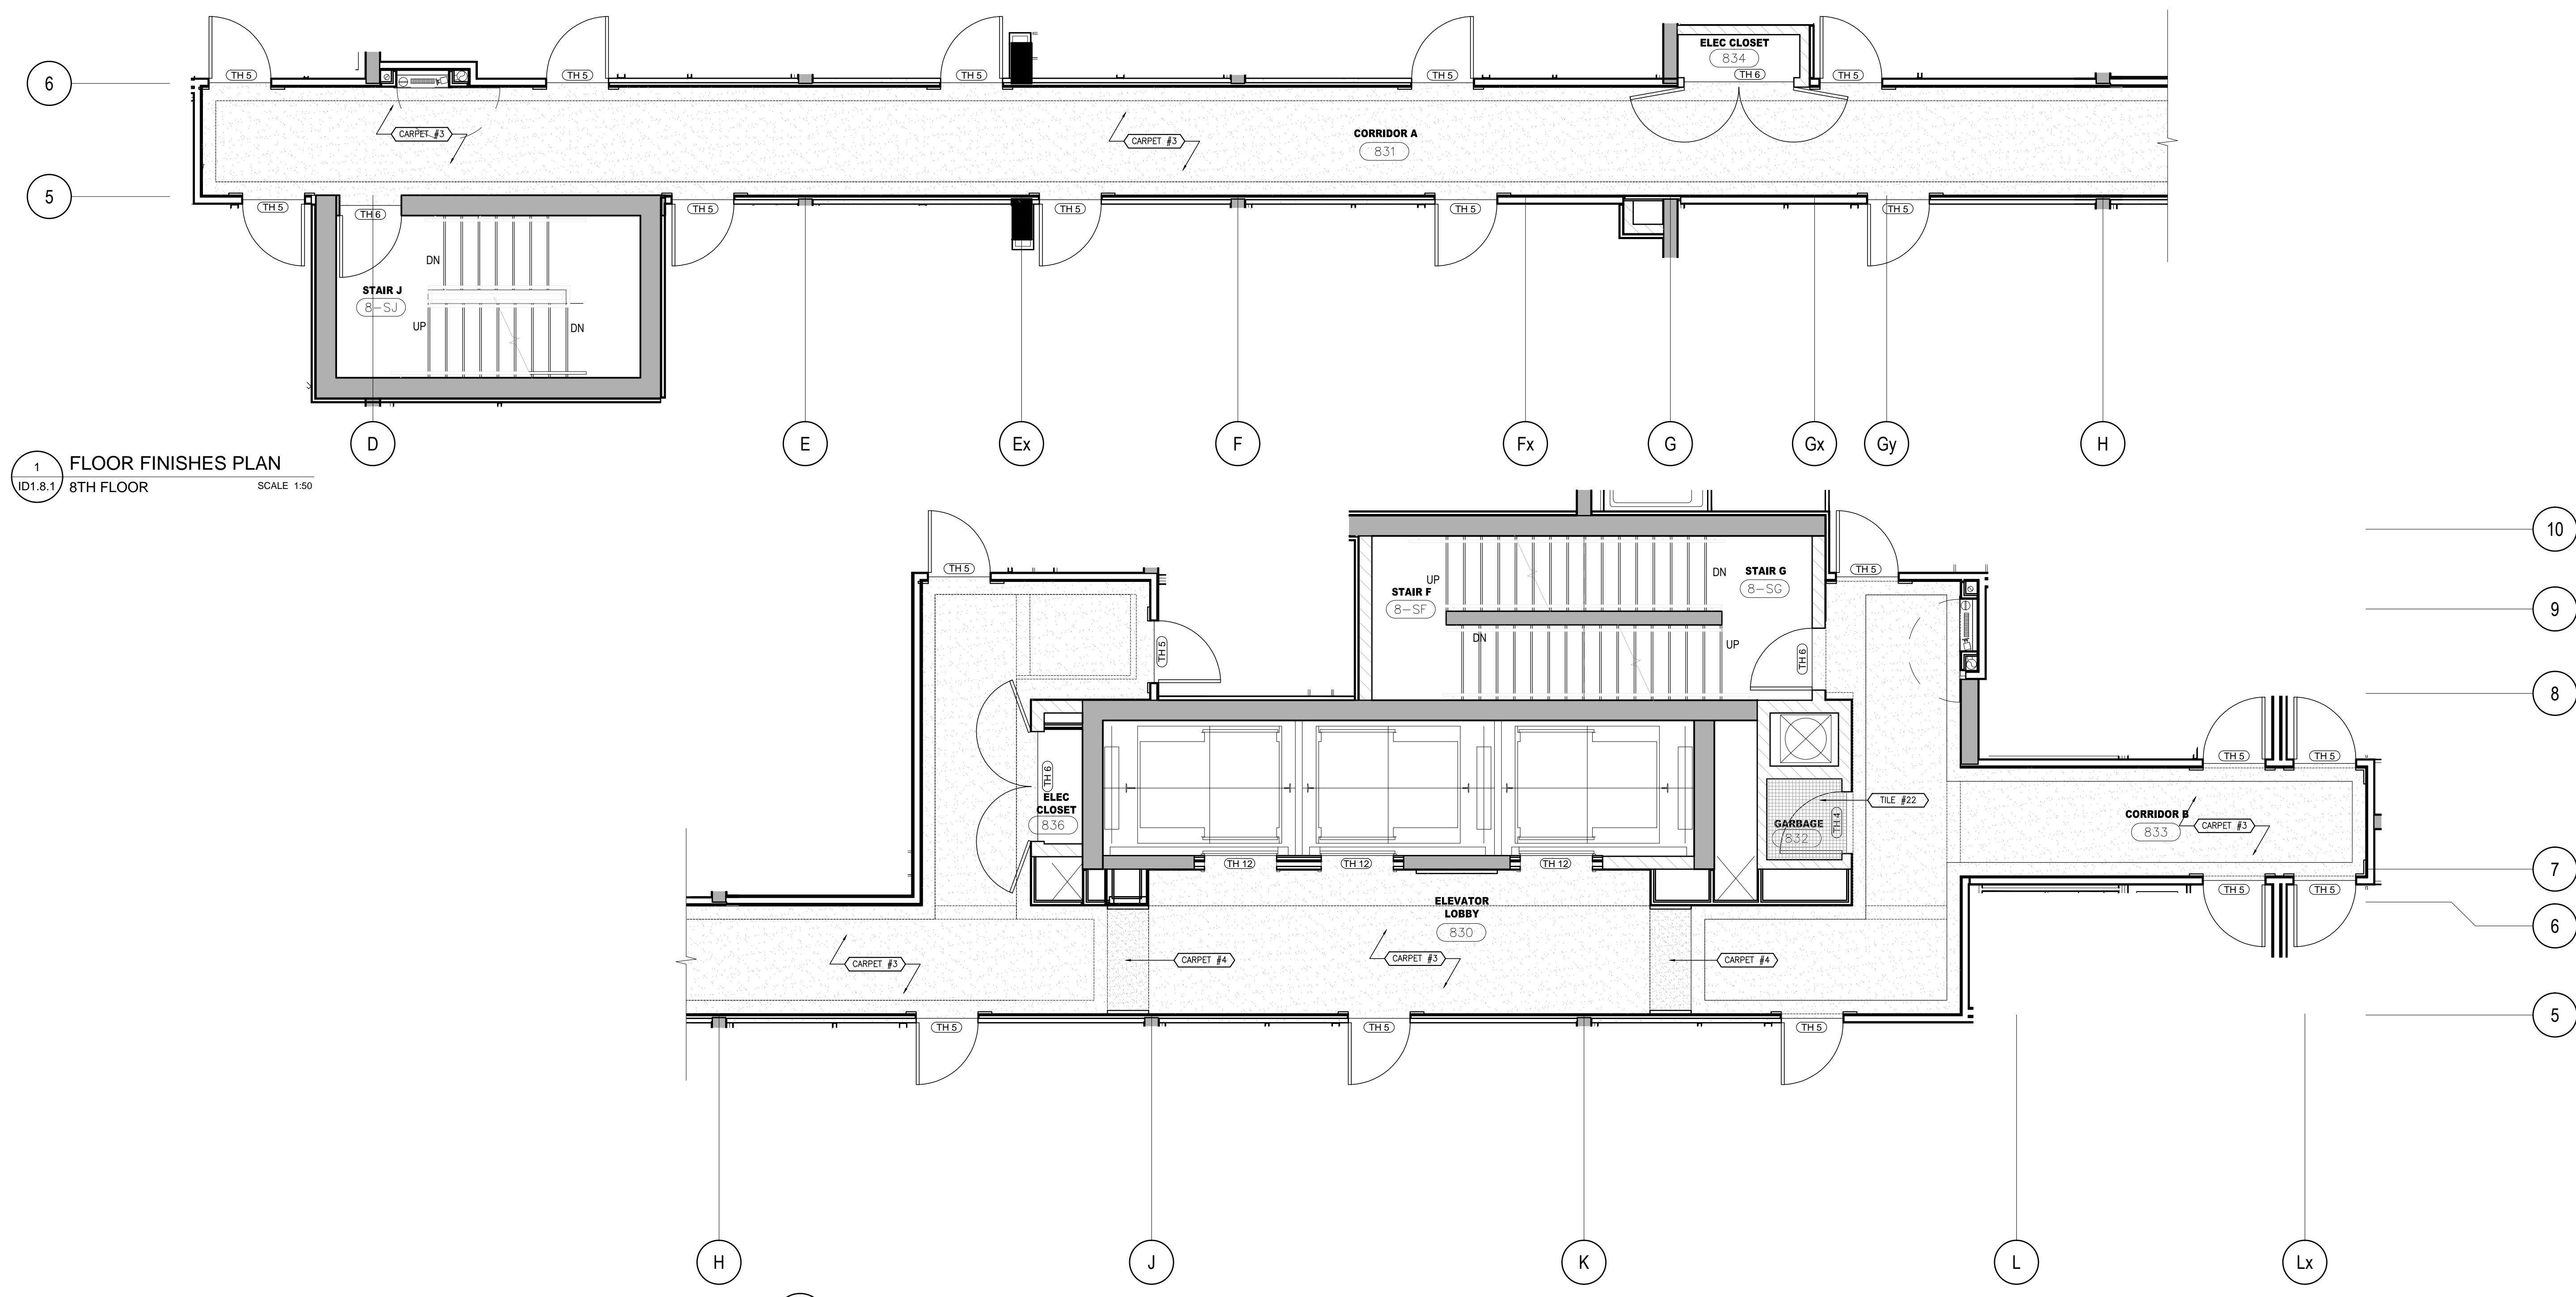 ELEC CLOSET
834
6
TH 5
TH 5
TH 5
TH 5
TH 6
TH 5
CARPET #3
CARPET #3
CORRIDOR A
831
5
TH 5
TH 6
TH 5
TH 5
TH 5
TH 5
DN
STAIR J
8-SJ
UP
DN
D
E
Ex
F
Fx
G
Gx
Gy
H
1
FLOOR FINISHES PLAN
ID1.8.1
8TH FLOOR
SCALE 1:50
10
TH 5
UP
DN
STAIR G
8-SG
TH 5
STAIR F
8-SF
9
TH 5
DN
UP
TH 6
8
TH 5
TH 5
TH 6
ELEC
CLOSET
836
TILE #22
GARBAGE
832
TH 4
CORRIDOR B
833
CARPET #3
TH 12
TH 12
TH 12
7
TH 5
TH 5
ELEVATOR
LOBBY
830
6
CARPET #3
CARPET #4
CARPET #3
CARPET #4
5
TH 5
TH 5
TH 5
H
J
K
L
Lx